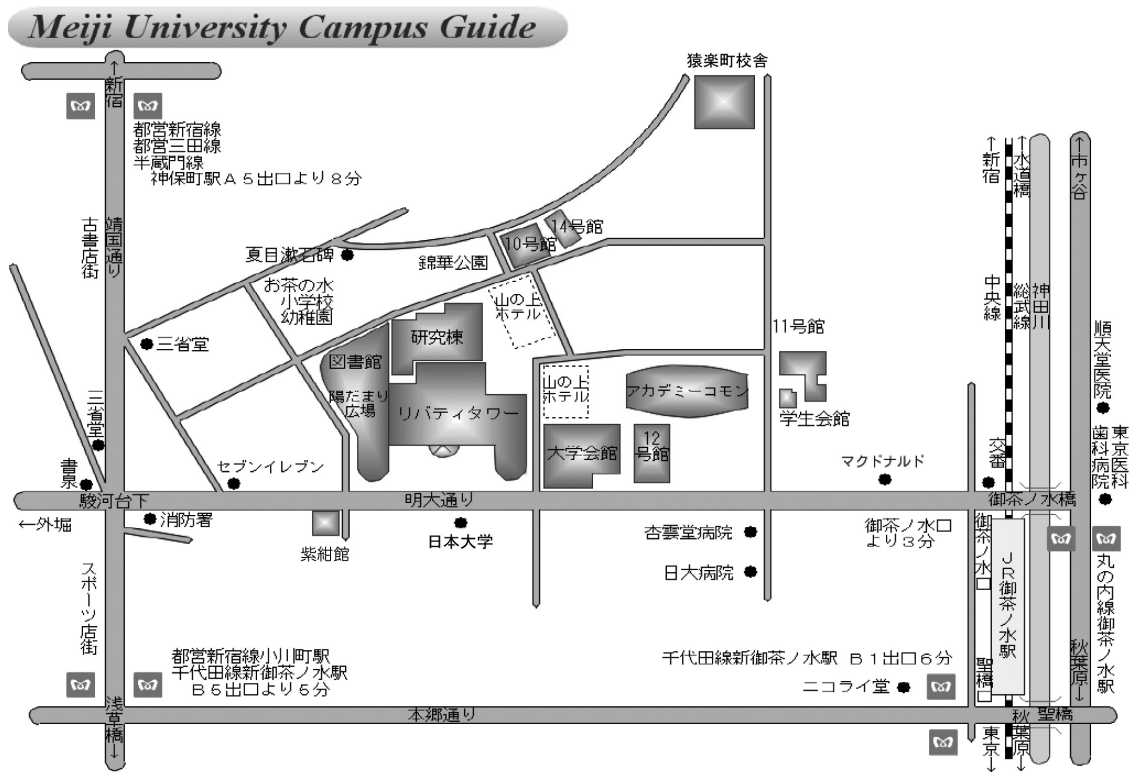 Meiji University Campus Guide
←新宿
都営新宿線
都営三田線
半蔵門線
神保町駅A5出口より8分
靖国通り
古書店街
猿楽町校舎
14号館
10号館
夏目漱石碑
錦華公園
お茶の水
小学校
幼稚園
山の上
ホテル
三省堂
研究棟
図書館
陽だまり
広場
リバティタワー
山の上
ホテル
アカデミーコモン
11号館
学生会館
大学会館
12
号館
三省堂
書泉
セブンイレブン
マクドナルド
交番
←新宿
←水道橋
←市ヶ谷
中央線
総武線
神田川
順天堂医院
東京医科
歯科病院
駿河台下
明大通り
御茶ノ水橋
←外堀
消防署
紫紺館
日本大学
杏雲堂病院
日大病院
御茶ノ水口
より3分
御茶ノ水口
JR御茶ノ水駅
丸の内線御茶ノ水駅
スポーツ店街
都営新宿線小川町駅
千代田線新御茶ノ水駅
B5出口より5分
千代田線新御茶ノ水駅 B1出口6分
ニコライ堂
聖橋口
秋葉原→
浅草橋→
本郷通り
聖橋
東京→
秋葉原→